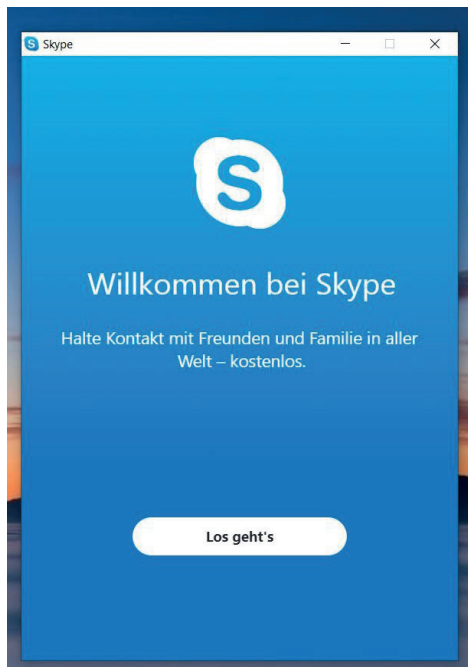 Skype
Willkommen bei Skype
Halte Kontakt mit Freunden und Familie in aller
Welt – kostenlos.
Los geht's